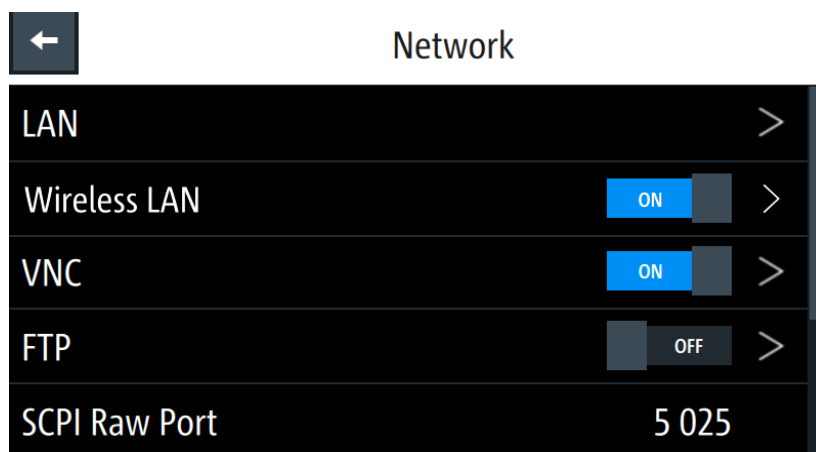 Network
LAN
Wireless LAN ON
VNC ON
FTP OFF
SCPI Raw Port 5 025